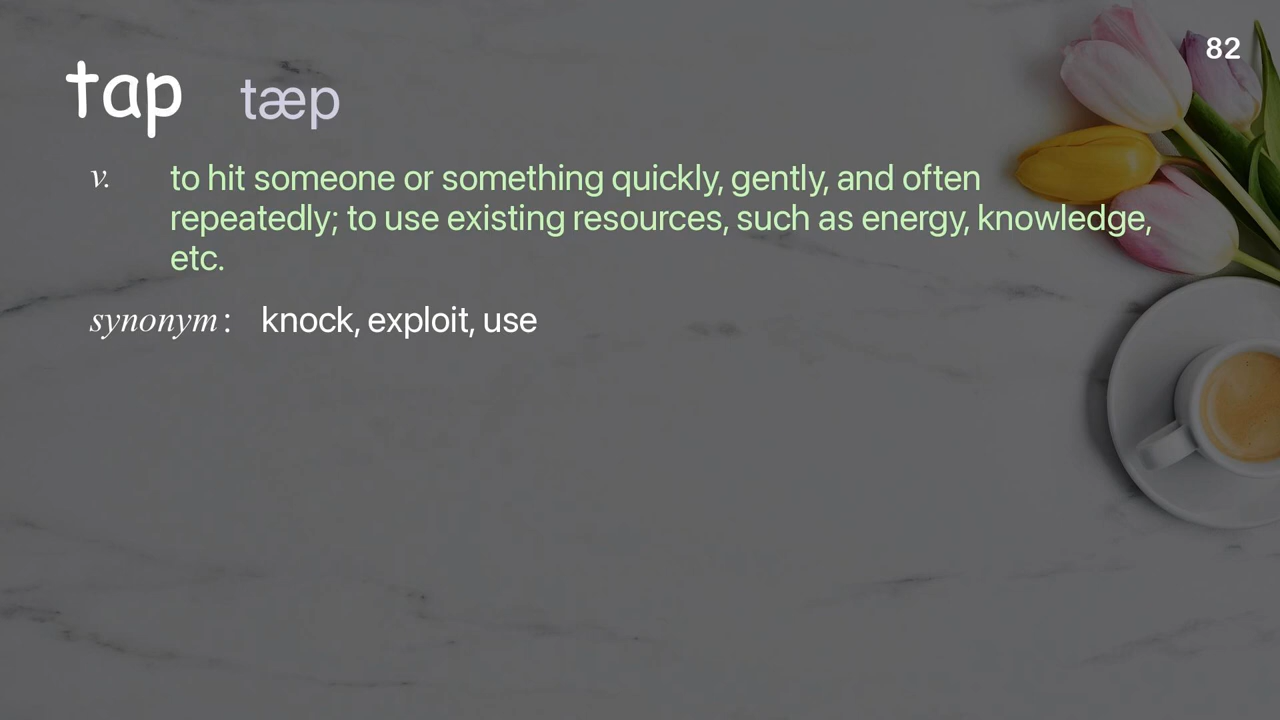 82
tap tæp
v. to hit someone or something quickly, gently, and often
repeatedly; to use existing resources, such as energy, knowledge,
etc.
synonym: knock, exploit, use